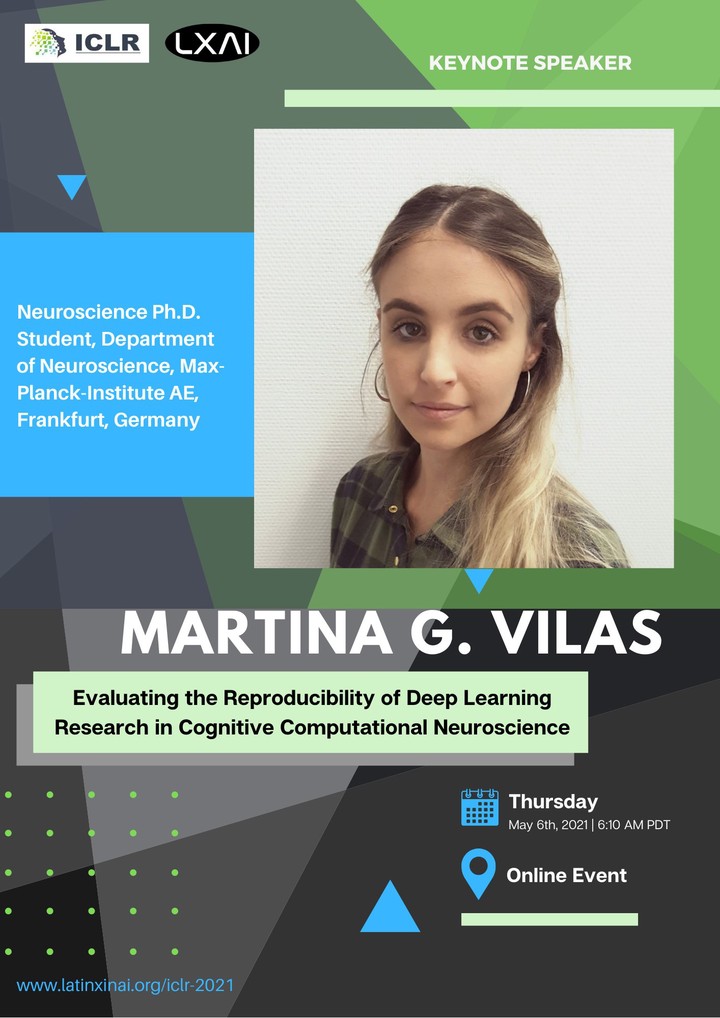 ICLR
LXAI
KEYNOTE SPEAKER
Neuroscience Ph.D.
Student, Department
of Neuroscience, Max-
Planck-Institute AE,
Frankfurt, Germany
MARTINA G. VILAS
Evaluating the Reproducibility of Deep Learning
Research in Cognitive Computational Neuroscience
Thursday
May 6th, 2021 | 6:10 AM PDT
Online Event
www.latinxinai.org/iclr-2021